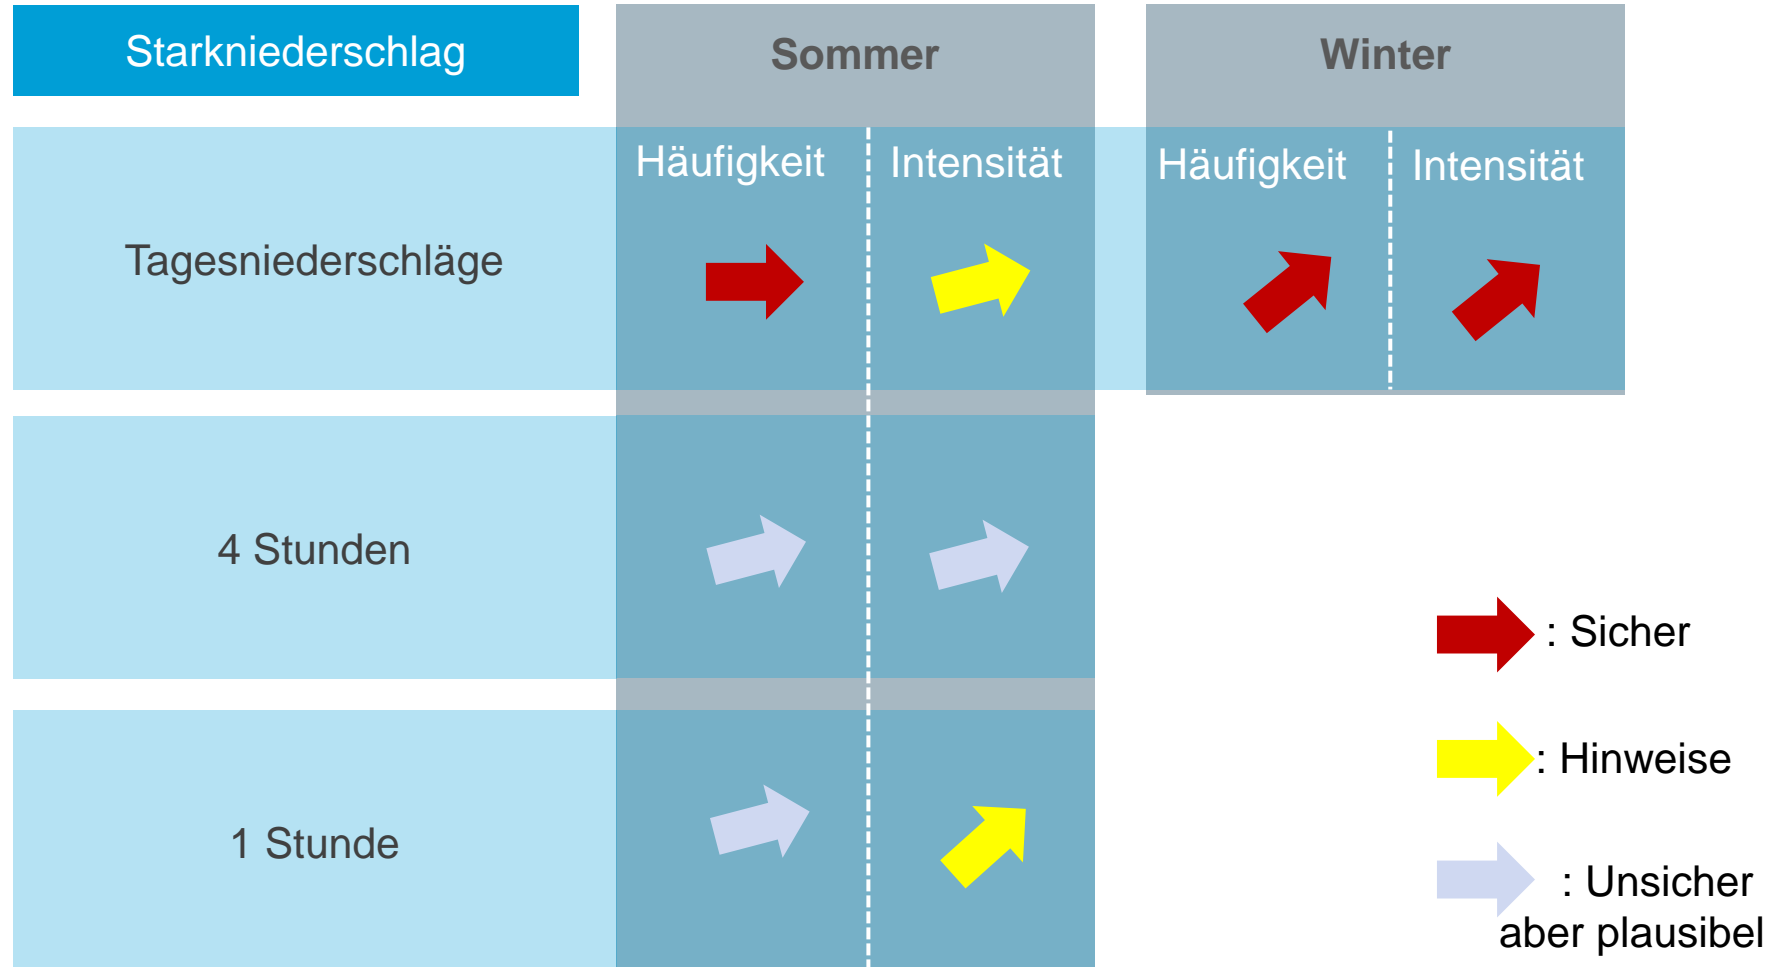 Starkniederschlag
Sommer
Winter
Häufigkeit
Intensität
Häufigkeit
Intensität
Tagesniederschläge
4 Stunden
1 Stunde
: Sicher
: Hinweise
: Unsicher
aber plausibel